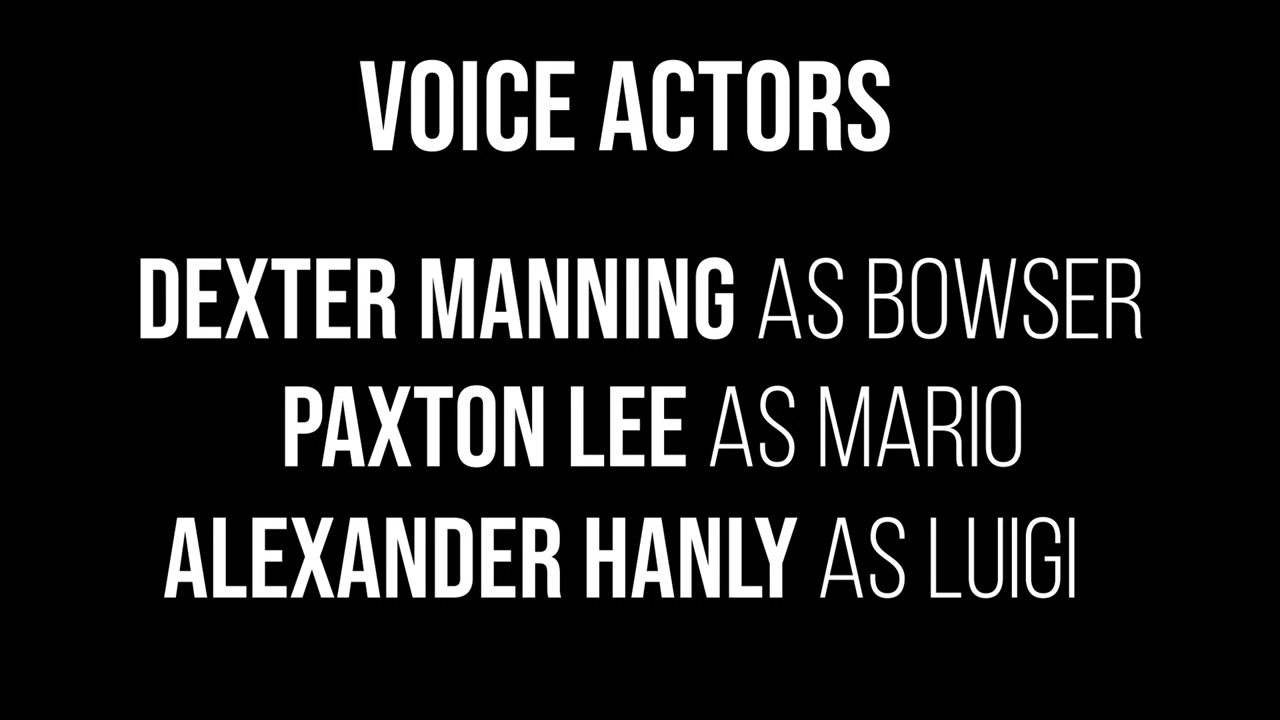 VOICE ACTORS
DEXTER MANNING AS BOWSER
PAXTON LEE AS MARIO
ALEXANDER HANLY AS LUIGI